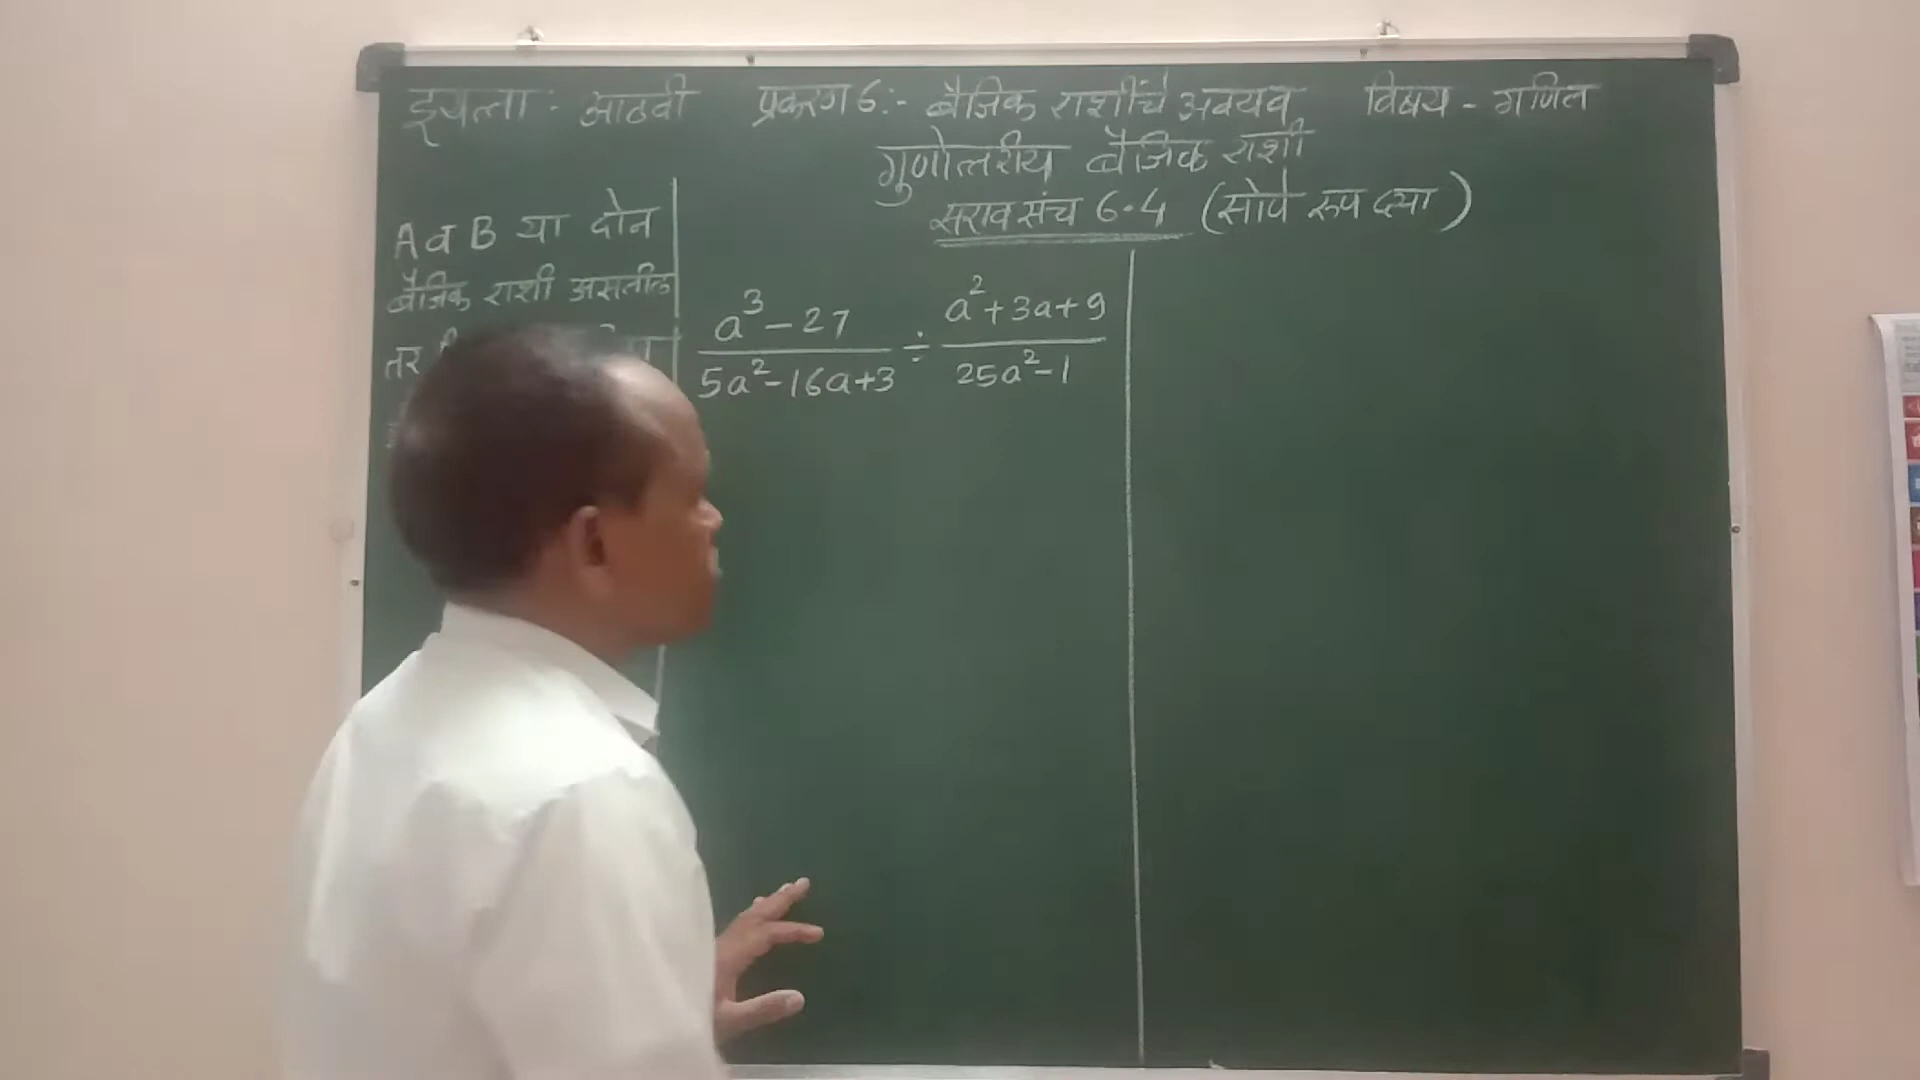 इयत्ता :- आठवी प्रकरण 6:- बैजिक राशींचे अवयव विषय - गणित
गुणोत्तरीय बैजिक राशी
सरावसंच 6.4 (सोपे रूप द्या)
A व B या दोन
बैजिक राशी असतील
तर
a³-27 / 5a²-16a+3 ÷ a²+3a+9 / 25a²-1